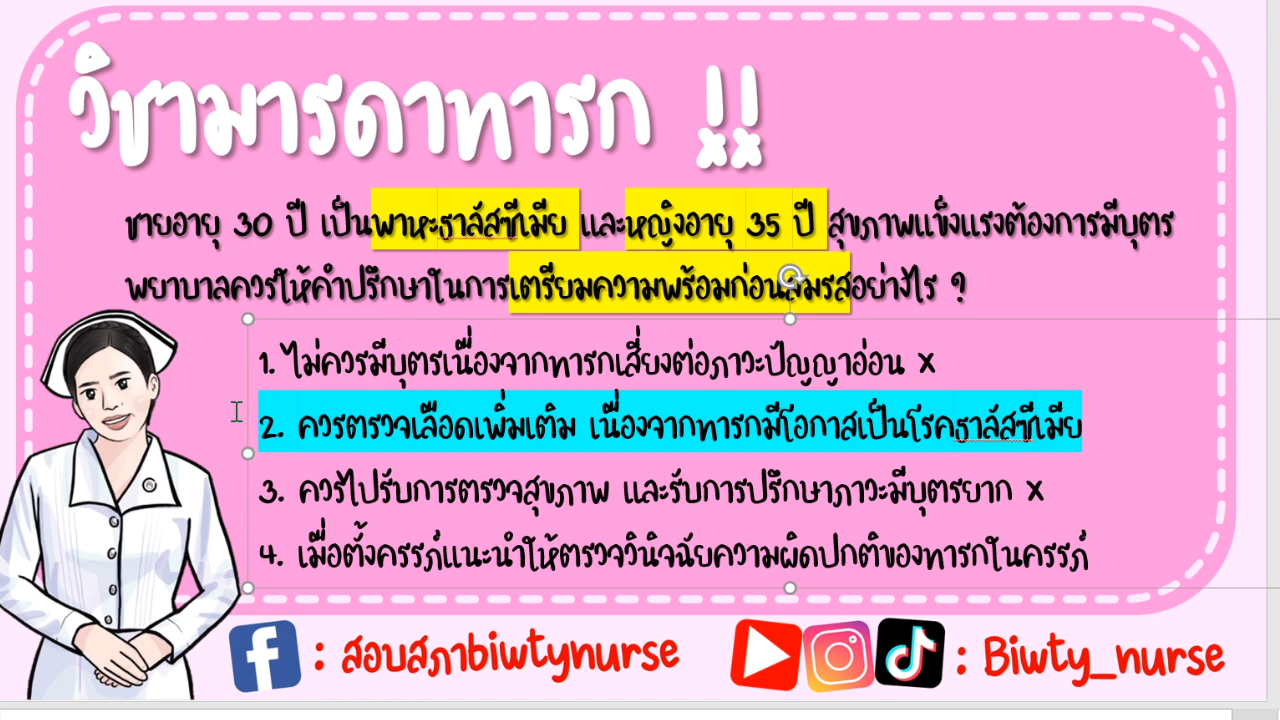 วิชามารดาทารก !!
ชายอายุ 30 ปี เป็นพาหะธาลัสซีเมีย และหญิงอายุ 35 ปี สุขภาพแข็งแรงต้องการมีบุตร
พยาบาลควรให้คำปรึกษาในการเตรียมความพร้อมก่อนสมรสอย่างไร ?
1. ไม่ควรมีบุตรเนื่องจากทารกเสี่ยงต่อภาวะปัญญาอ่อน x
2. ควรตรวจเลือดเพิ่มเติม เนื่องจากทารกมีโอกาสเป็นโรคธาลัสซีเมีย
3. ควรไปรับการตรวจสุขภาพ และรับการปรึกษาภาวะมีบุตรยาก x
4. เมื่อตั้งครรภ์แนะนำให้ตรวจวินิจฉัยความผิดปกติของทารกในครรภ์
: สอบสภาbiwtynurse
: Biwty_nurse